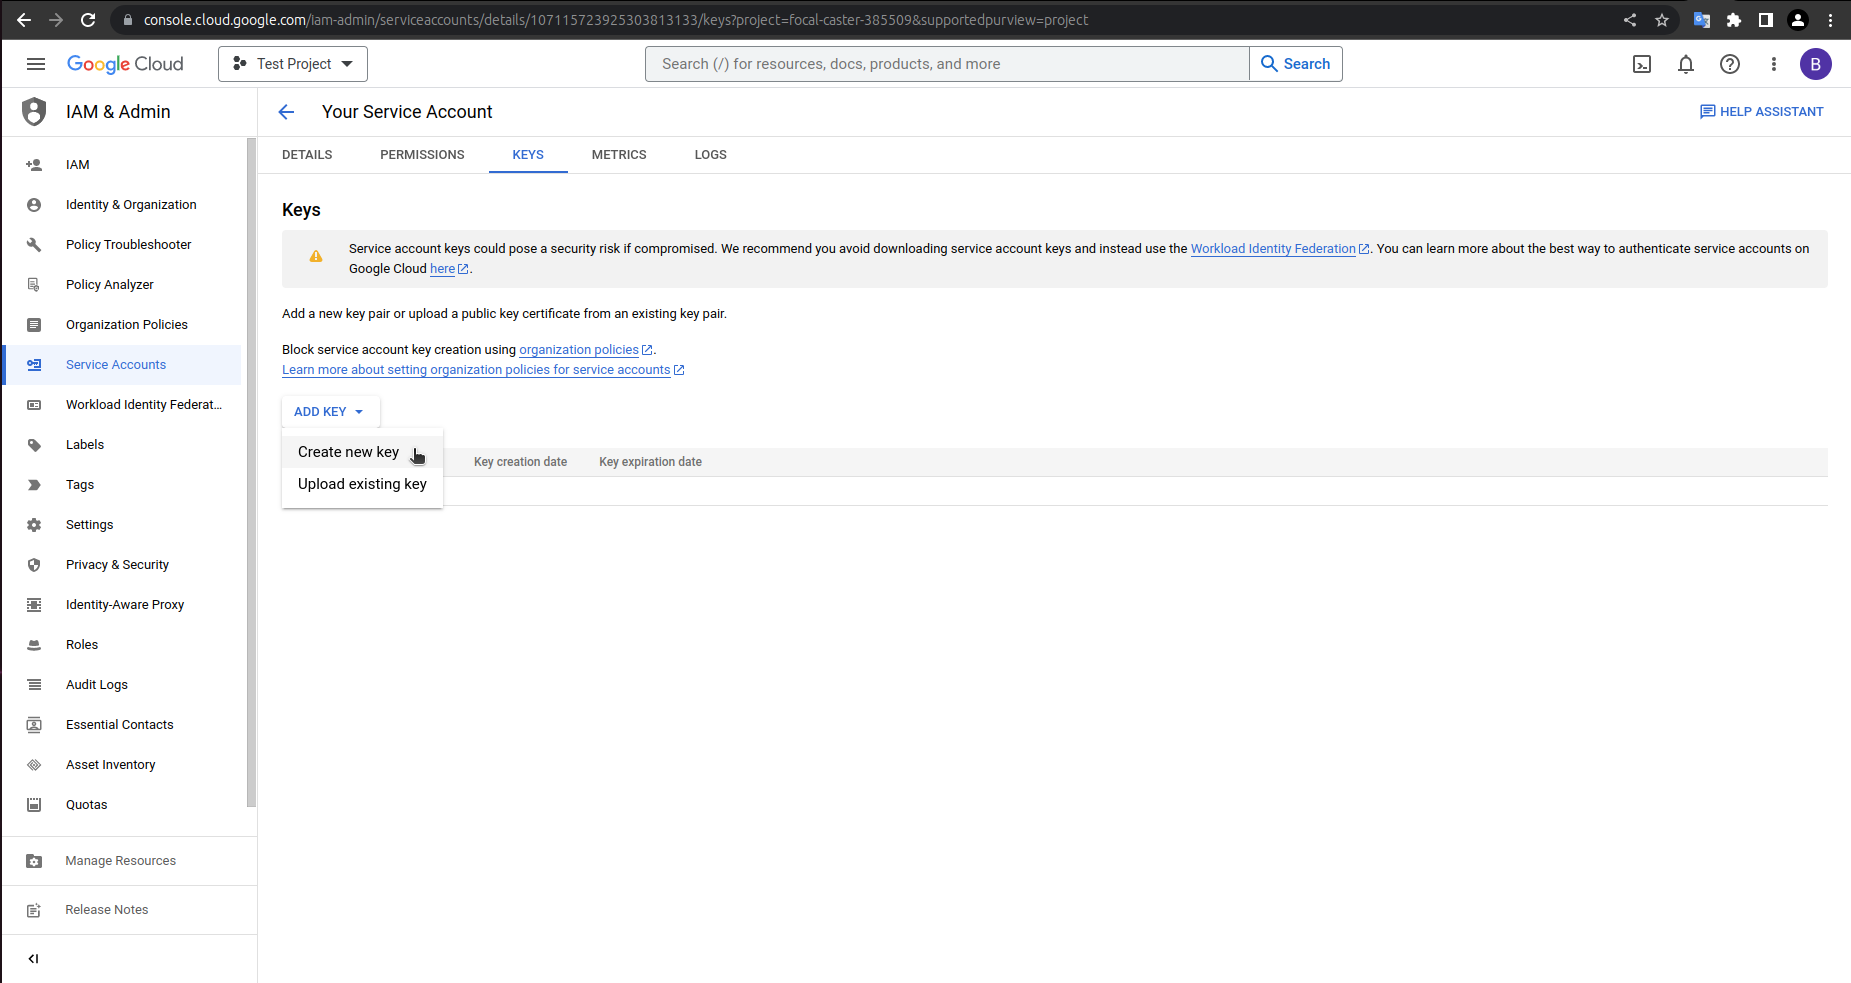 console.cloud.google.com/iam-admin/serviceaccounts/details/107115723925303813133/keys?project=focal-caster-385509&supportedpurview=project
Google Cloud
Test Project
Search (/) for resources, docs, products, and more
Search
B
IAM & Admin
Your Service Account
HELP ASSISTANT
DETAILS
PERMISSIONS
KEYS
METRICS
LOGS
IAM
Identity & Organization
Policy Troubleshooter
Policy Analyzer
Organization Policies
Service Accounts
Workload Identity Federat...
Labels
Tags
Settings
Privacy & Security
Identity-Aware Proxy
Roles
Audit Logs
Essential Contacts
Asset Inventory
Quotas
Manage Resources
Release Notes
Keys
Service account keys could pose a security risk if compromised. We recommend you avoid downloading service account keys and instead use the Workload Identity Federation. You can learn more about the best way to authenticate service accounts on
Google Cloud here.
Add a new key pair or upload a public key certificate from an existing key pair.
Block service account key creation using organization policies.
Learn more about setting organization policies for service accounts
ADD KEY
Create new key
Upload existing key
Key creation date
Key expiration date